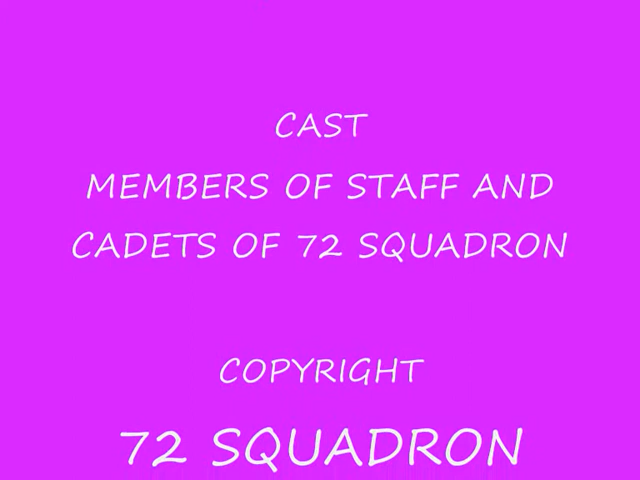 CAST
MEMBERS OF STAFF AND
CADETS OF 72 SQUADRON
COPYRIGHT
72 SQUADRON